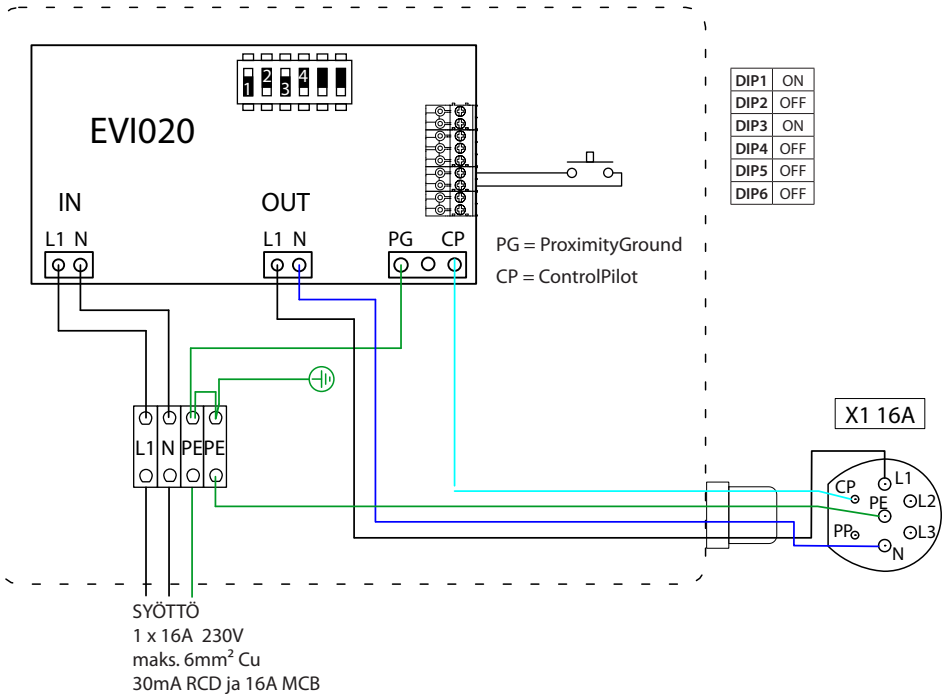 1 2 3 4
EVI020
IN
OUT
L1 N
L1 N
PG CP
PG = ProximityGround
CP = ControlPilot
DIP1 ON
DIP2 OFF
DIP3 ON
DIP4 OFF
DIP5 OFF
DIP6 OFF
L1 N PE PE
X1 16A
L1
CP
L2
PE
PP
L3
N
SYÖTTÖ
1 x 16A 230V
maks. 6mm² Cu
30mA RCD ja 16A MCB